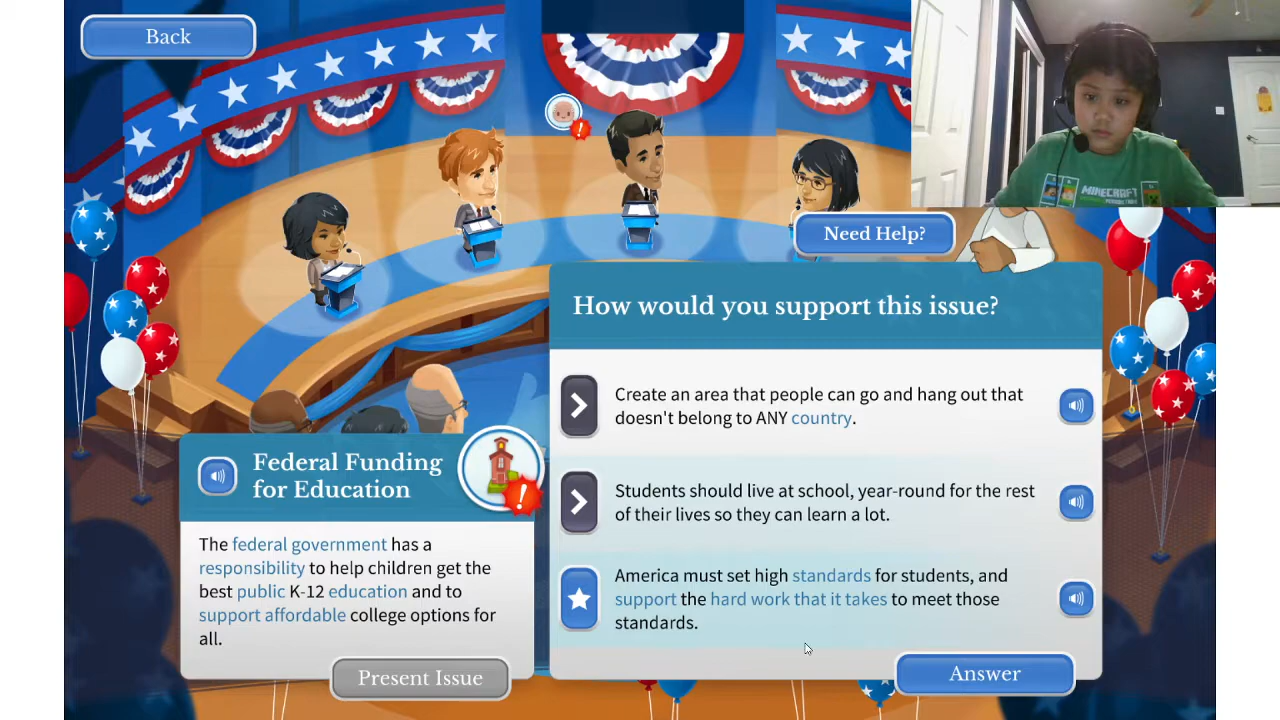 Back
MINECRAFT
Need Help?
How would you support this issue?
Create an area that people can go and hang out that
doesn't belong to ANY country.
Students should live at school, year-round for the rest
of their lives so they can learn a lot.
America must set high standards for students, and
support the hard work that it takes to meet those
standards.
Answer
Federal Funding
for Education
The federal government has a
responsibility to help children get the
best public K-12 education and to
support affordable college options for
all.
Present Issue